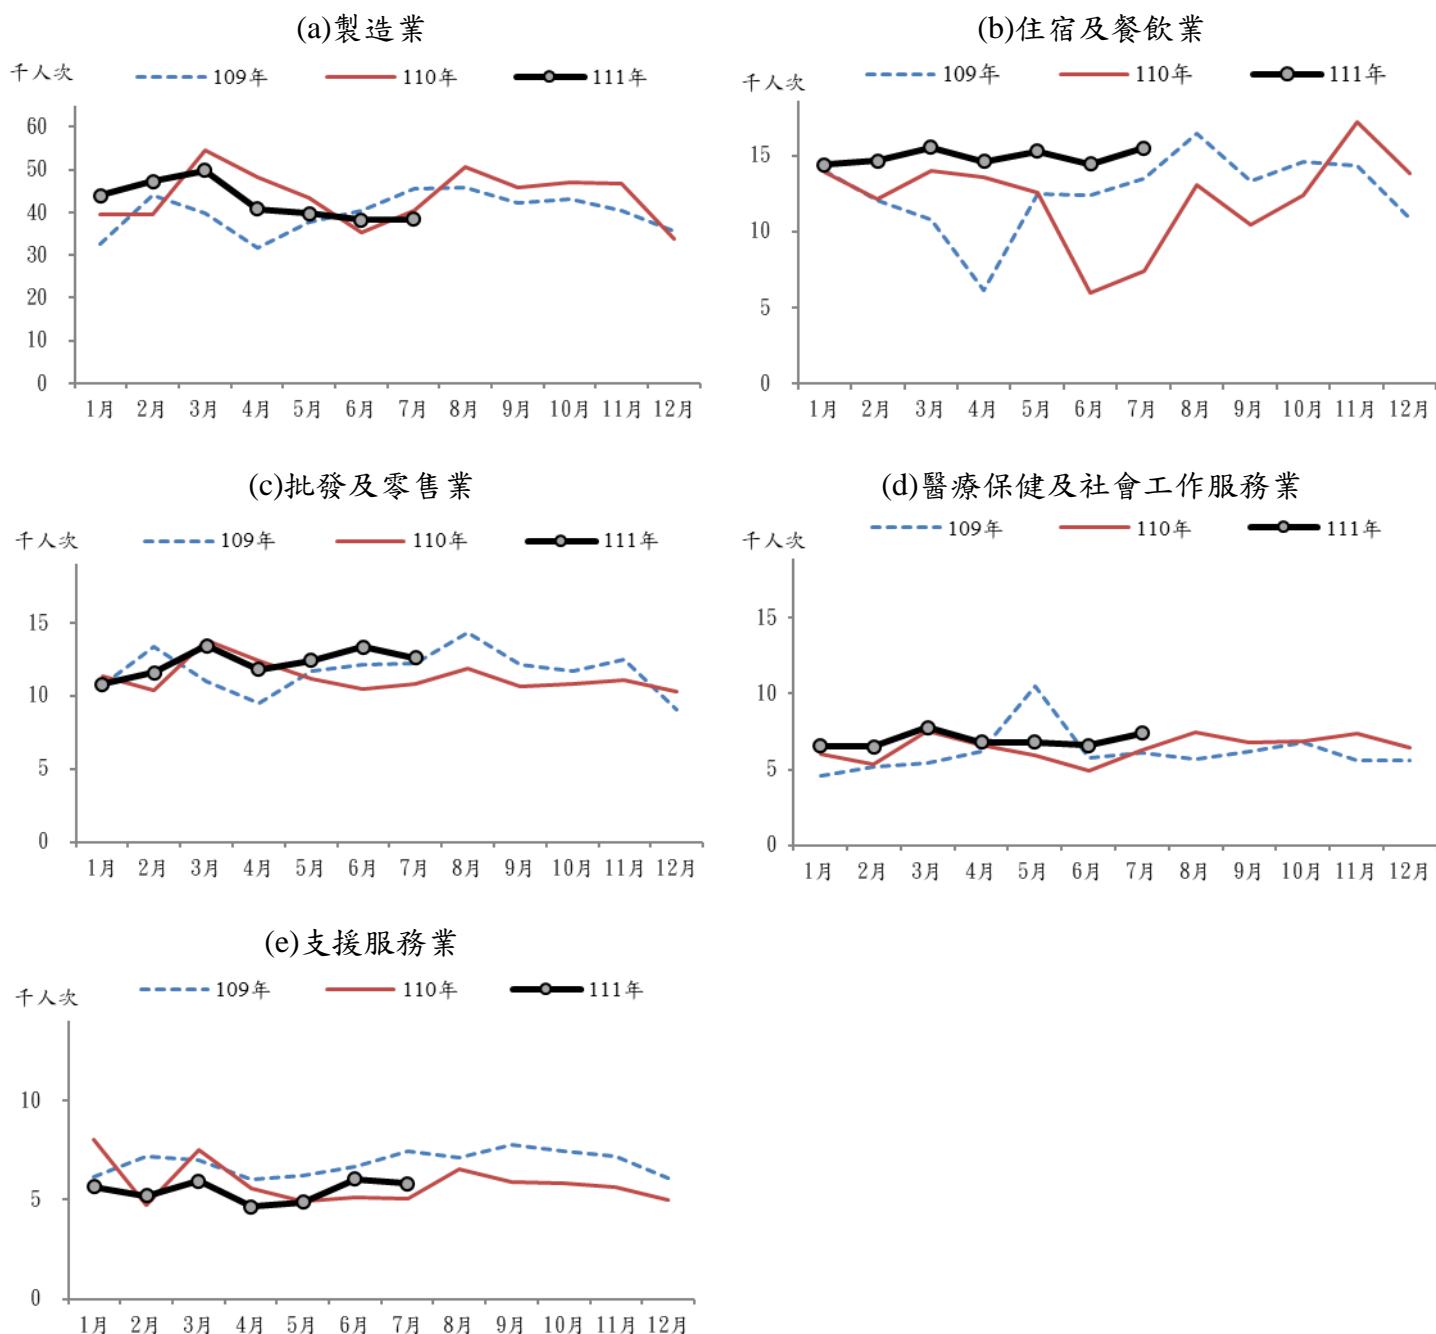 (a)製造業
千人次
109年 110年 111年
60
50
40
30
20
10
0
1月 2月 3月 4月 5月 6月 7月 8月 9月 10月 11月 12月
(b)住宿及餐飲業
千人次
109年 110年 111年
15
10
5
0
1月 2月 3月 4月 5月 6月 7月 8月 9月 10月 11月 12月
(c)批發及零售業
千人次
109年 110年 111年
15
10
5
0
1月 2月 3月 4月 5月 6月 7月 8月 9月 10月 11月 12月
(d)醫療保健及社會工作服務業
千人次
109年 110年 111年
15
10
5
0
1月 2月 3月 4月 5月 6月 7月 8月 9月 10月 11月 12月
(e)支援服務業
千人次
109年 110年 111年
10
5
0
1月 2月 3月 4月 5月 6月 7月 8月 9月 10月 11月 12月